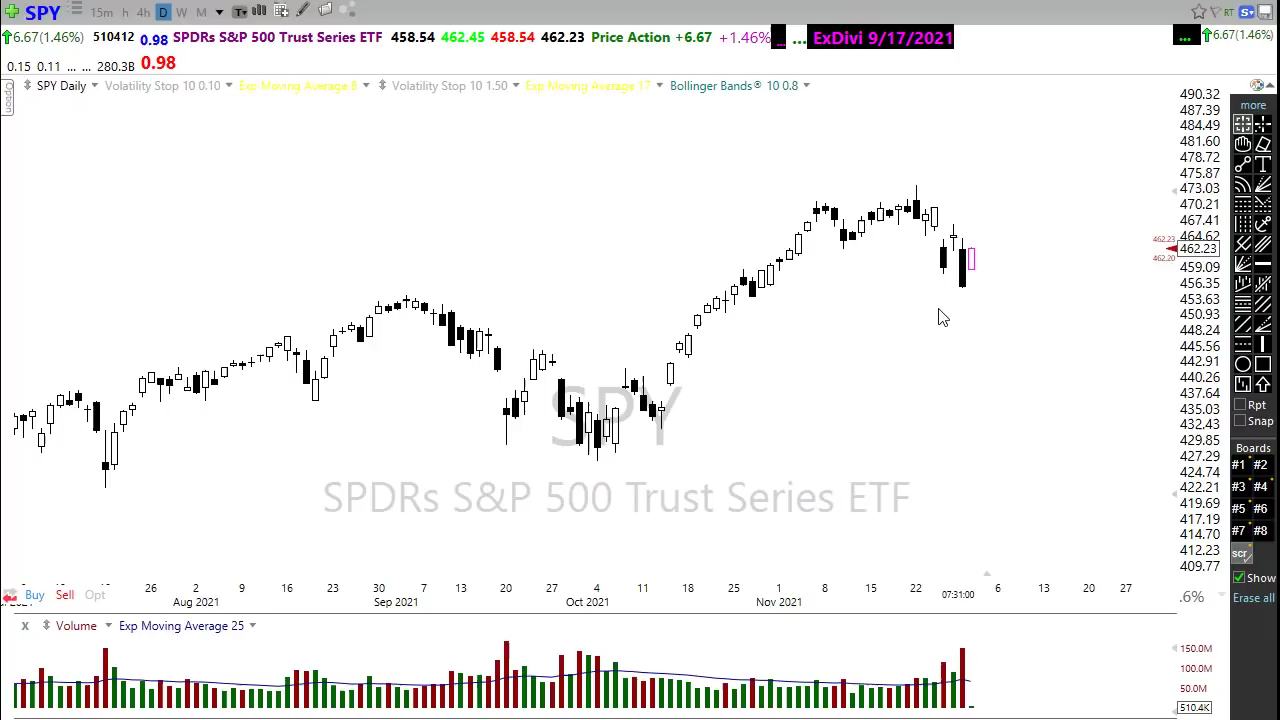 SPY 15m h 4h D W M T RT S
6.67(1.46%) 510412 0.98 SPDRs S&P 500 Trust Series ETF 458.54 462.45 458.54 462.23 Price Action +6.67 +1.46% ... ExDivi 9/17/2021 ... 6.67(1.46%)
0.15 0.11 ... ... 280.3B 0.98
Option SPY Daily Volatility Stop 10 0.10 Exp Moving Average 8 Volatility Stop 10 1.50 Exp Moving Average 17 Bollinger Bands® 10 0.8
490.32
487.39
484.49
481.60
478.72
475.87
473.03
470.21
467.41
464.62
462.23 462.23
462.20
459.09
456.35
453.63
450.93
448.24
445.56
442.91
440.26
437.64
435.03
432.43
429.85
427.29
424.74
422.21
419.69
417.19
414.70
412.23
409.77
SPY
SPDRs S&P 500 Trust Series ETF
more
T
Rpt
Snap
Boards
#1 #2
#3 #4
#5 #6
#7 #8
scr
Show
Erase all
26 2 9 16 23 30 7 13 20 27 4 11 18 25 1 8 15 22 6 13 20 27
Buy Sell Opt .6%
Aug 2021 Sep 2021 Oct 2021 Nov 2021 07:31:00
x Volume Exp Moving Average 25
150.0M
100.0M
50.0M
510.4K